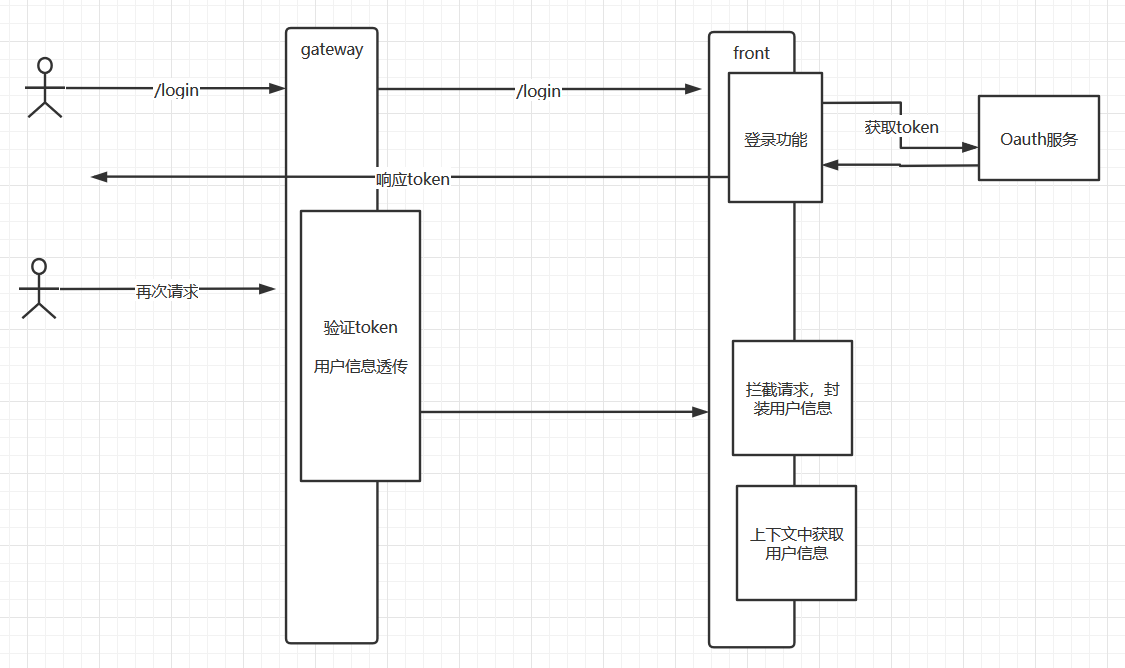 gateway
front
/login
/login
登录功能
获取token
Oauth服务
响应token
再次请求
验证token
用户信息透传
拦截请求，封
装用户信息
上下文中获取
用户信息